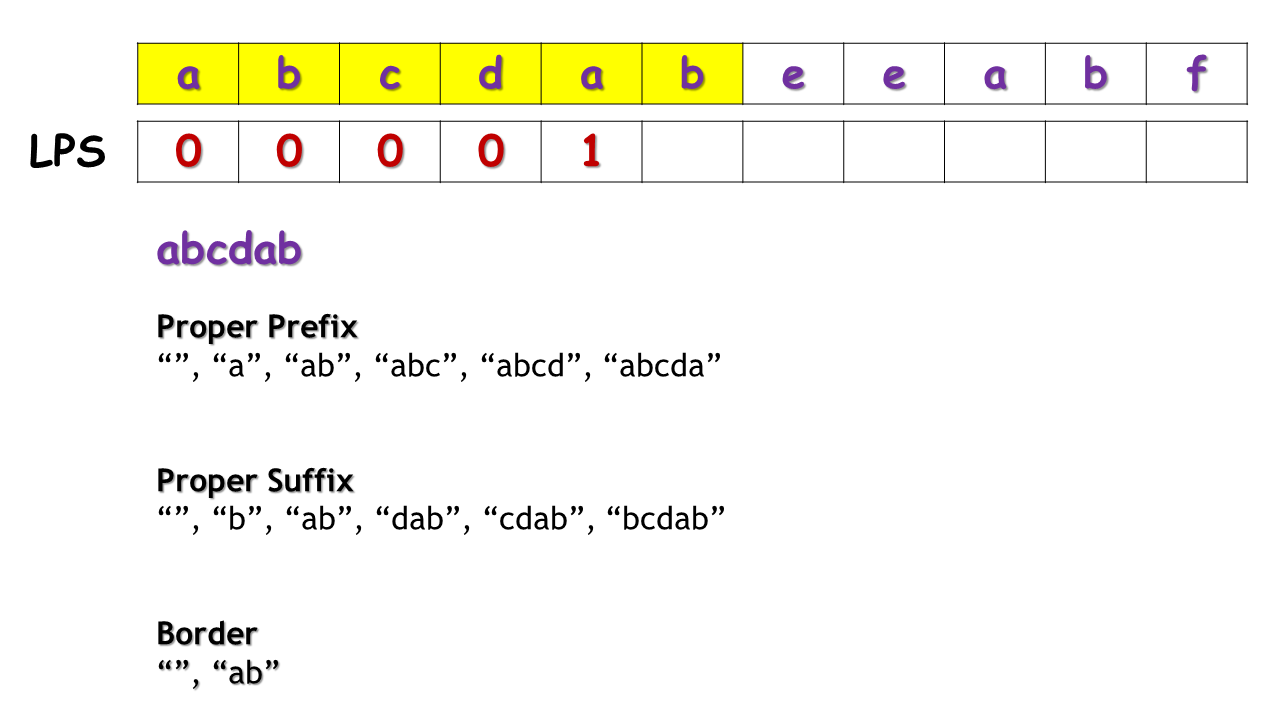 a b c d a b e e a b f
LPS 0 0 0 0 1
abcdab
Proper Prefix
“”, “a”, “ab”, “abc”, “abcd”, “abcda”
Proper Suffix
“”, “b”, “ab”, “dab”, “cdab”, “bcdab”
Border
“”, “ab”